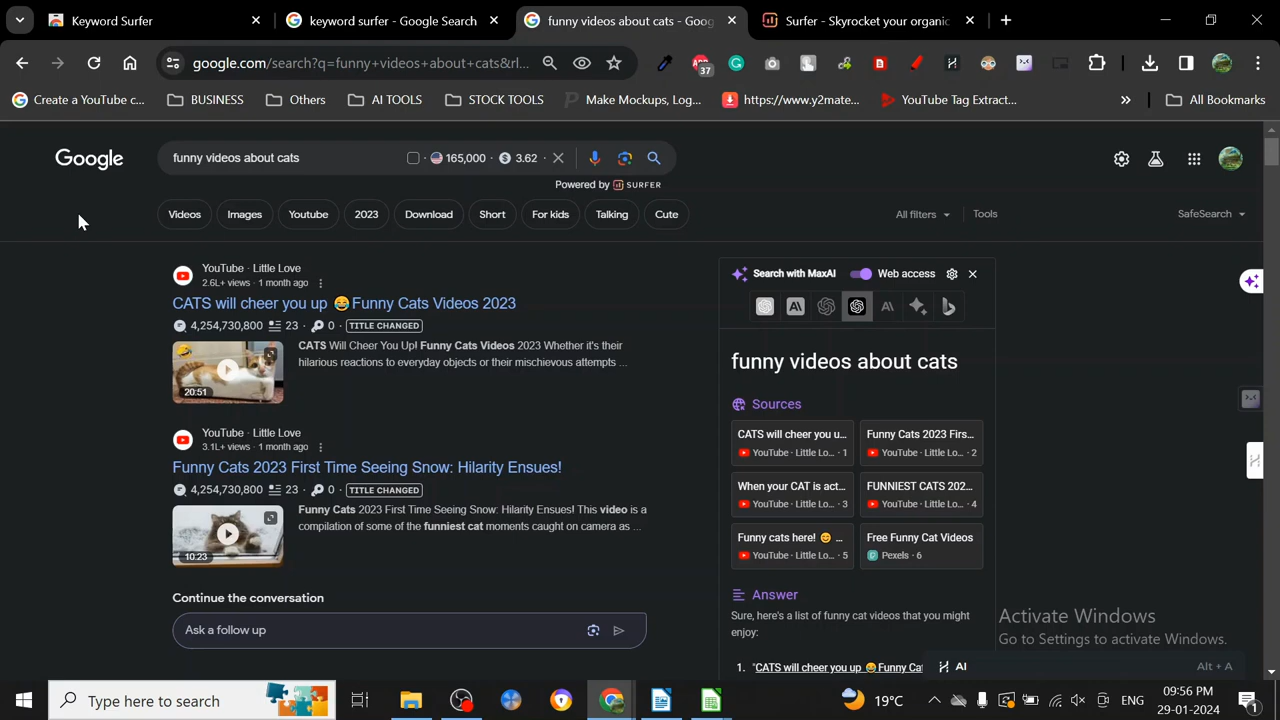 Keyword Surfer
keyword surfer - Google Search
funny videos about cats - Goog
Surfer - Skyrocket your organic
google.com/search?q=funny+videos+about+cats&rl...
37
Create a YouTube c...
BUSINESS
Others
AI TOOLS
STOCK TOOLS
Make Mockups, Log...
https://www.y2mate...
YouTube Tag Extract...
All Bookmarks
Google
funny videos about cats
165,000 · 3.62 ·
Powered by SURFER
Videos
Images
Youtube
2023
Download
Short
For kids
Talking
Cute
All filters
Tools
SafeSearch
YouTube · Little Love
2.6L+ views · 1 month ago
CATS will cheer you up 😂Funny Cats Videos 2023
4,254,730,800 23 · 0 TITLE CHANGED
CATS Will Cheer You Up! Funny Cats Videos 2023 Whether it's their
hilarious reactions to everyday objects or their mischievous attempts ...
20:51
YouTube · Little Love
3.1L+ views · 1 month ago
Funny Cats 2023 First Time Seeing Snow: Hilarity Ensues!
4,254,730,800 23 · 0 TITLE CHANGED
Funny Cats 2023 First Time Seeing Snow: Hilarity Ensues! This video is a
compilation of some of the funniest cat moments caught on camera as ...
10:23
Continue the conversation
Ask a follow up
Search with MaxAI
Web access
funny videos about cats
Sources
CATS will cheer you u...
YouTube · Little Lo... · 1
Funny Cats 2023 Firs...
YouTube · Little Lo... · 2
When your CAT is act...
YouTube · Little Lo... · 3
FUNNIEST CATS 202...
YouTube · Little Lo... · 4
Funny cats here! 😊 ...
YouTube · Little Lo... · 5
Free Funny Cat Videos
Pexels · 6
Answer
Sure, here's a list of funny cat videos that you might
enjoy:
1. "CATS will cheer you up 😂Funny Cat
AI
Alt + A
Activate Windows
Go to Settings to activate Windows.
Type here to search
19°C
ENG
09:56 PM
29-01-2024
1